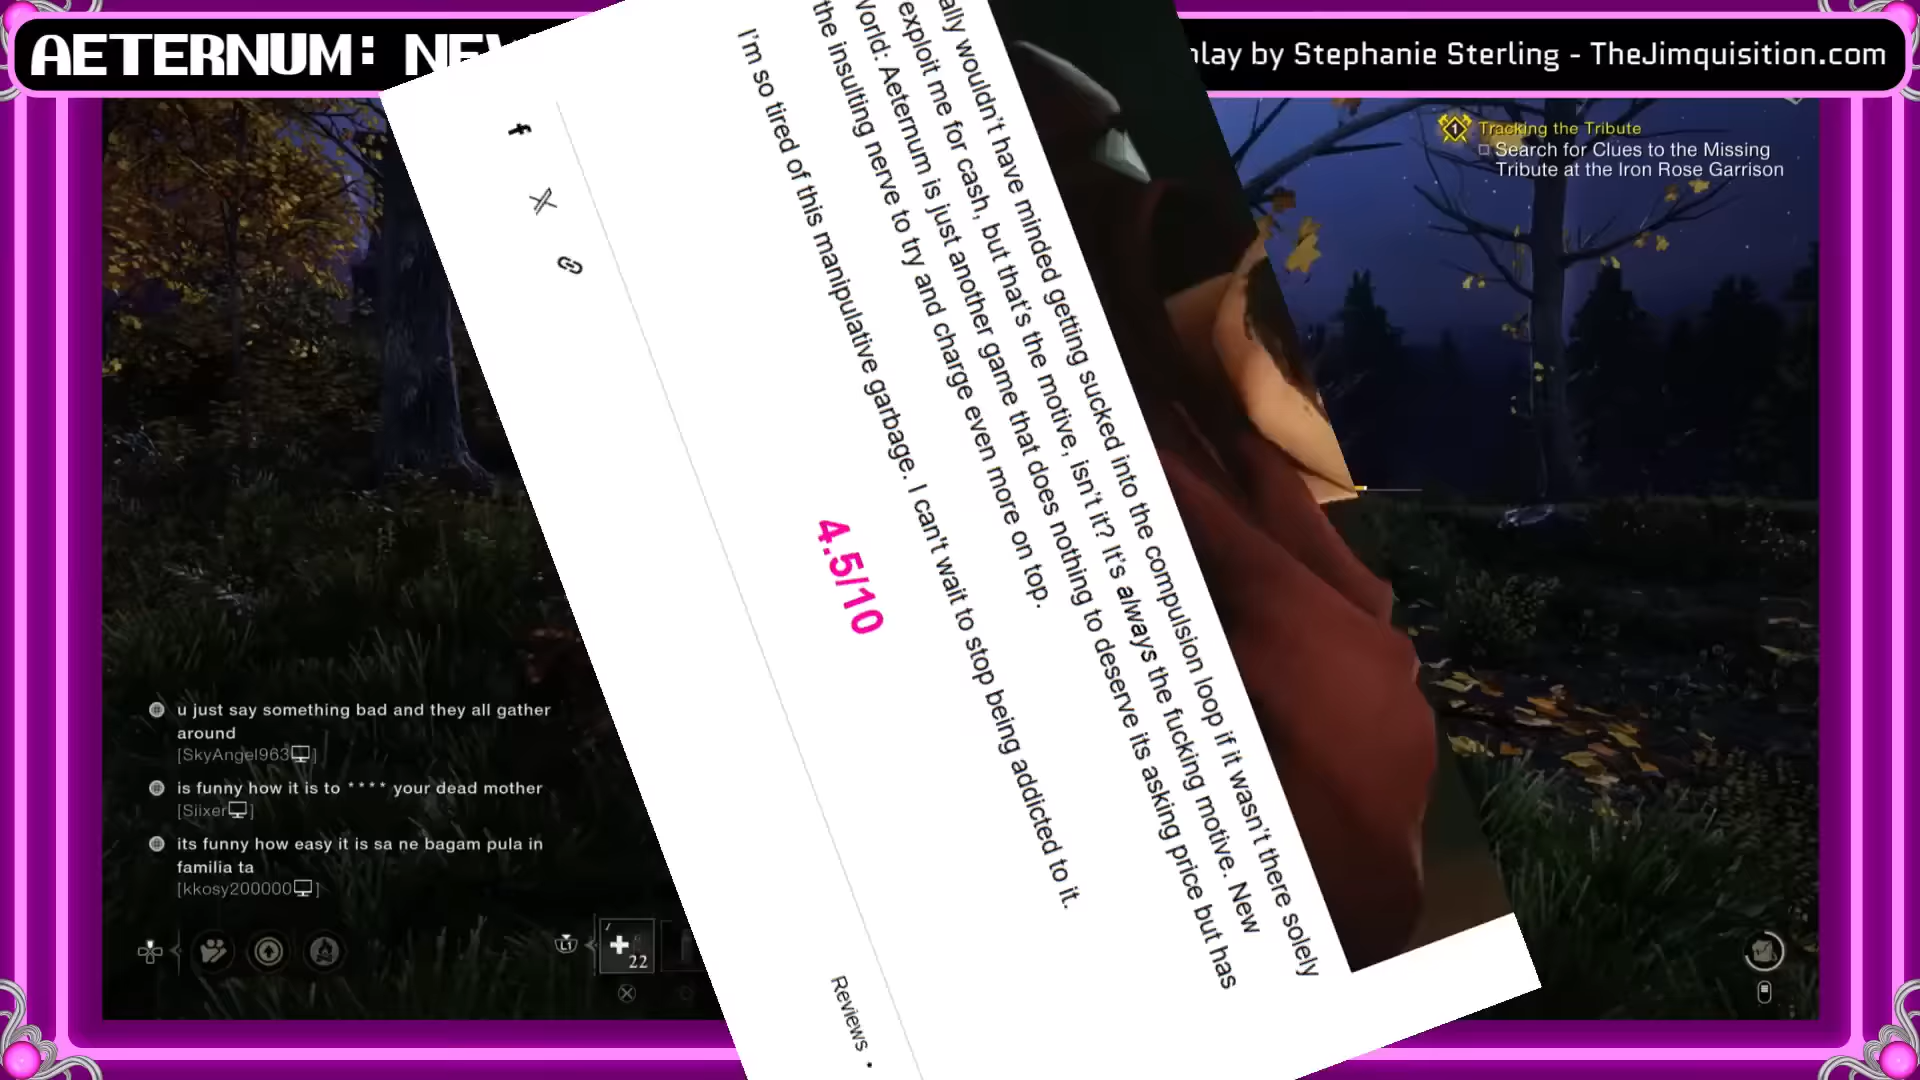 AETERNUM: NE
play by Stephanie Sterling - TheJimquisition.com
1
Tracking the Tribute
Search for Clues to the Missing
Tribute at the Iron Rose Garrison
ally wouldn't have minded getting sucked into the compulsion loop if it wasn't there solely
exploit me for cash, but that's the motive, isn't it? It's always the fucking motive. New
World: Aeternum is just another game that does nothing to deserve its asking price but has
the insulting nerve to try and charge even more on top.
I'm so tired of this manipulative garbage. I can't wait to stop being addicted to it.
4.5/10
Reviews •
u just say something bad and they all gather
around
[SkyAngel963]
is funny how it is to **** your dead mother
[Siixer]
its funny how easy it is sa ne bagam pula in
familia ta
[kkosy200000]
L1
22